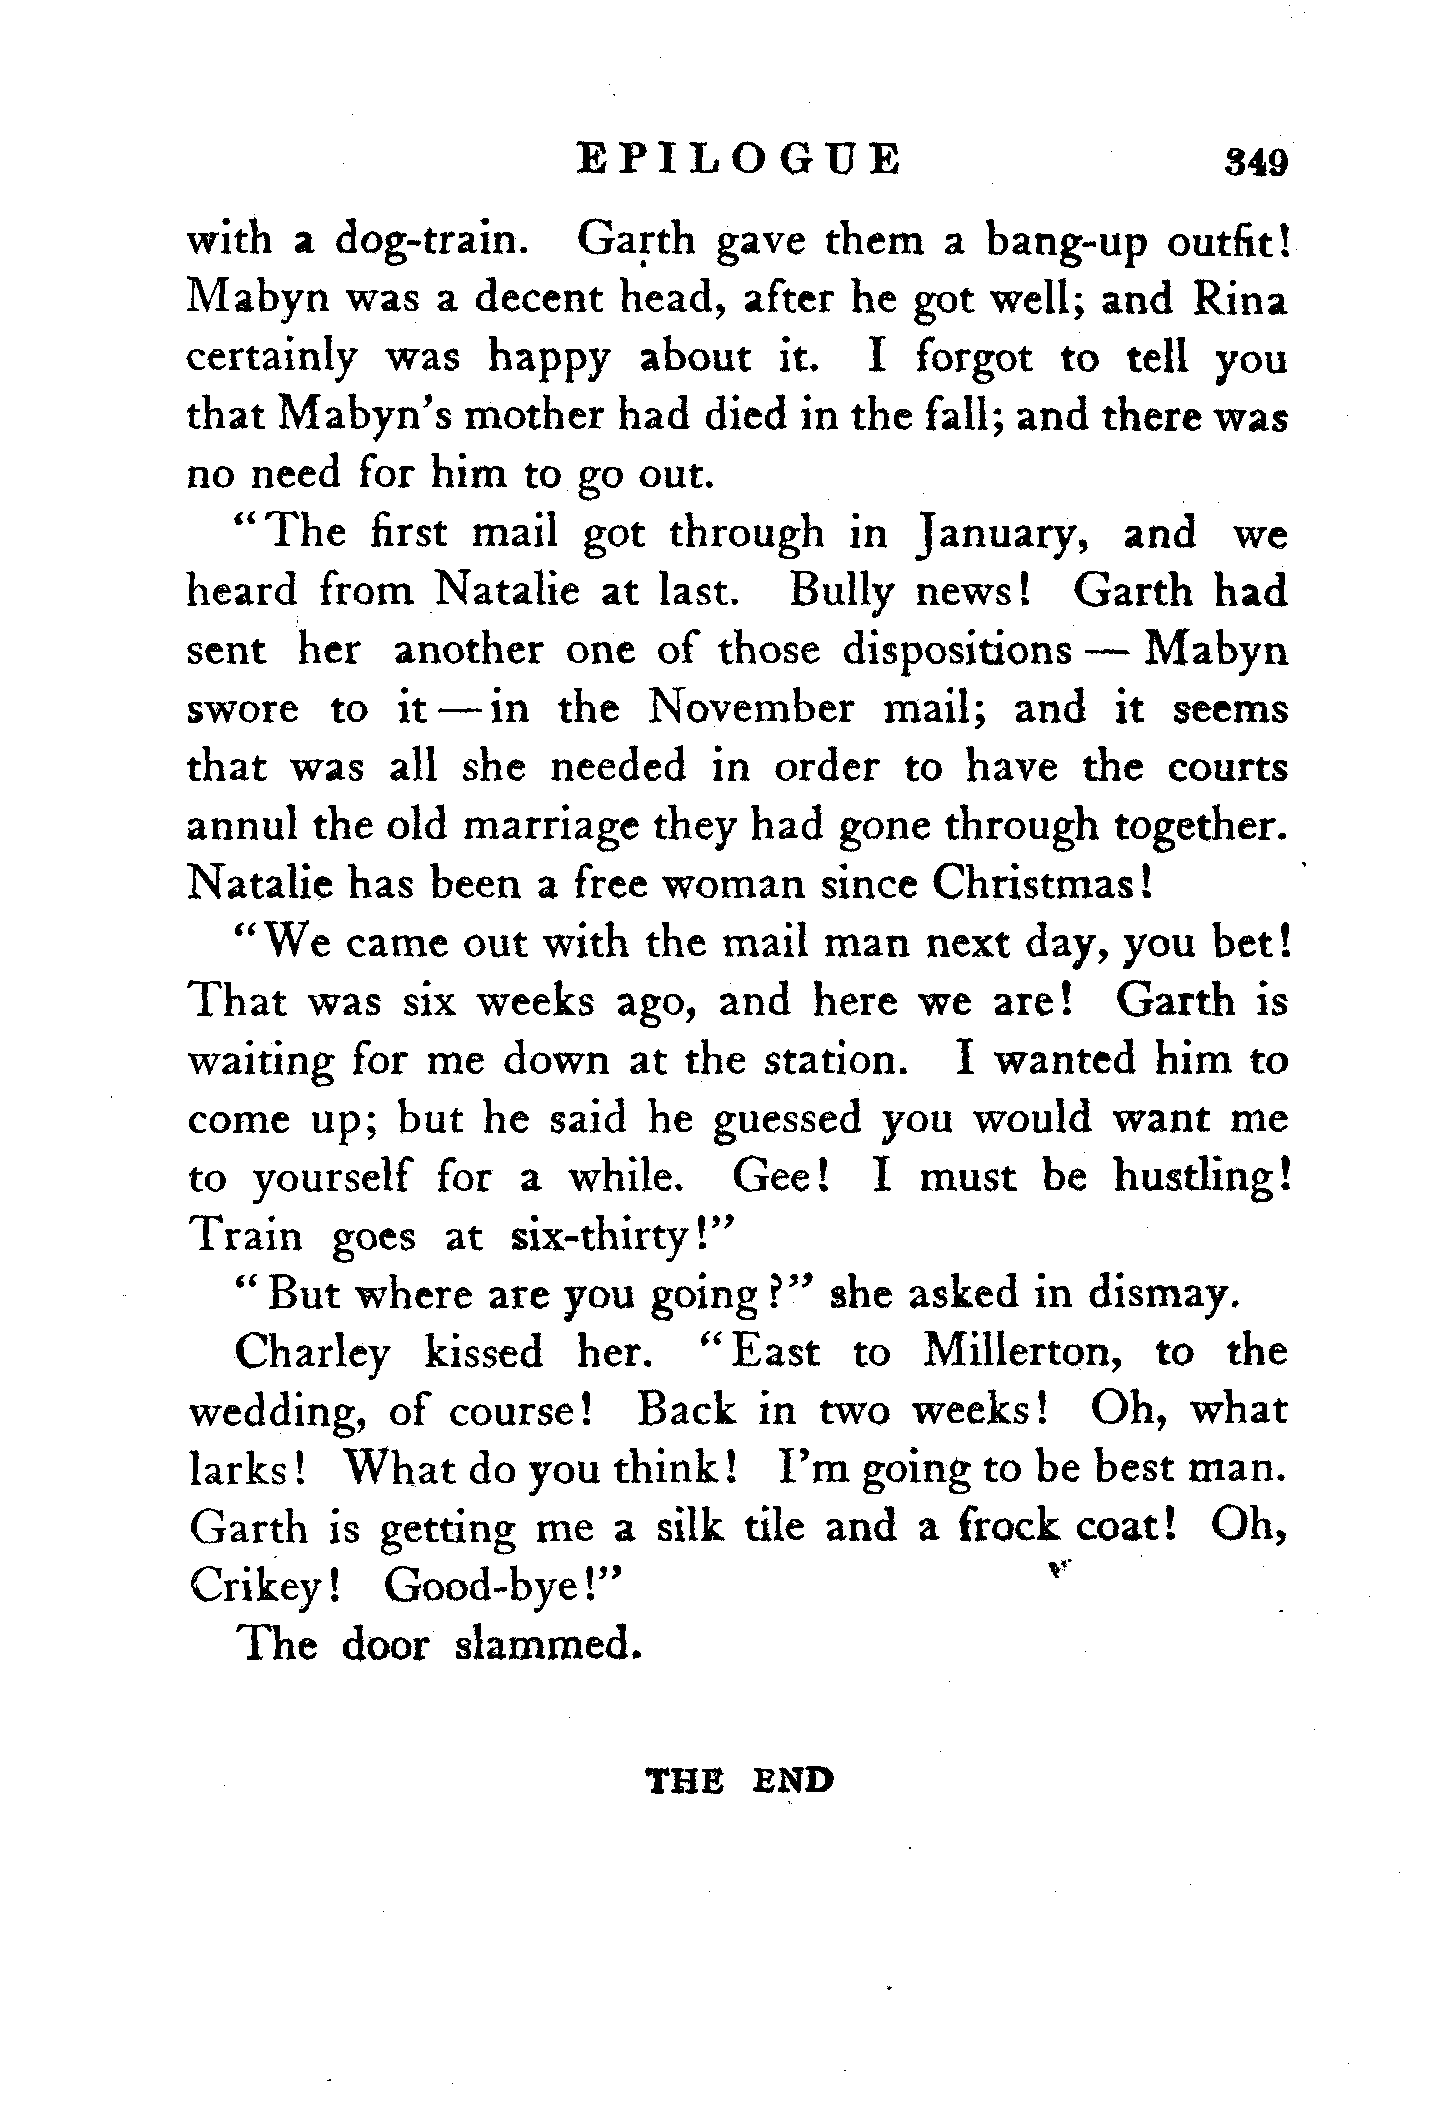 EPILOGUE 349
with a dog-train. Garth gave them a bang-up outfit!
Mabyn was a decent head, after he got well; and Rina
certainly was happy about it. I forgot to tell you
that Mabyn's mother had died in the fall; and there was
no need for him to go out.
"The first mail got through in January, and we
heard from Natalie at last. Bully news! Garth had
sent her another one of those dispositions — Mabyn
swore to it — in the November mail; and it seems
that was all she needed in order to have the courts
annul the old marriage they had gone through together.
Natalie has been a free woman since Christmas!
"We came out with the mail man next day, you bet!
That was six weeks ago, and here we are! Garth is
waiting for me down at the station. I wanted him to
come up; but he said he guessed you would want me
to yourself for a while. Gee! I must be hustling!
Train goes at six-thirty!"
"But where are you going?" she asked in dismay.
Charley kissed her. "East to Millerton, to the
wedding, of course! Back in two weeks! Oh, what
larks! What do you think! I'm going to be best man.
Garth is getting me a silk tile and a frock coat! Oh,
Crikey! Good-bye!"
The door slammed.
THE END